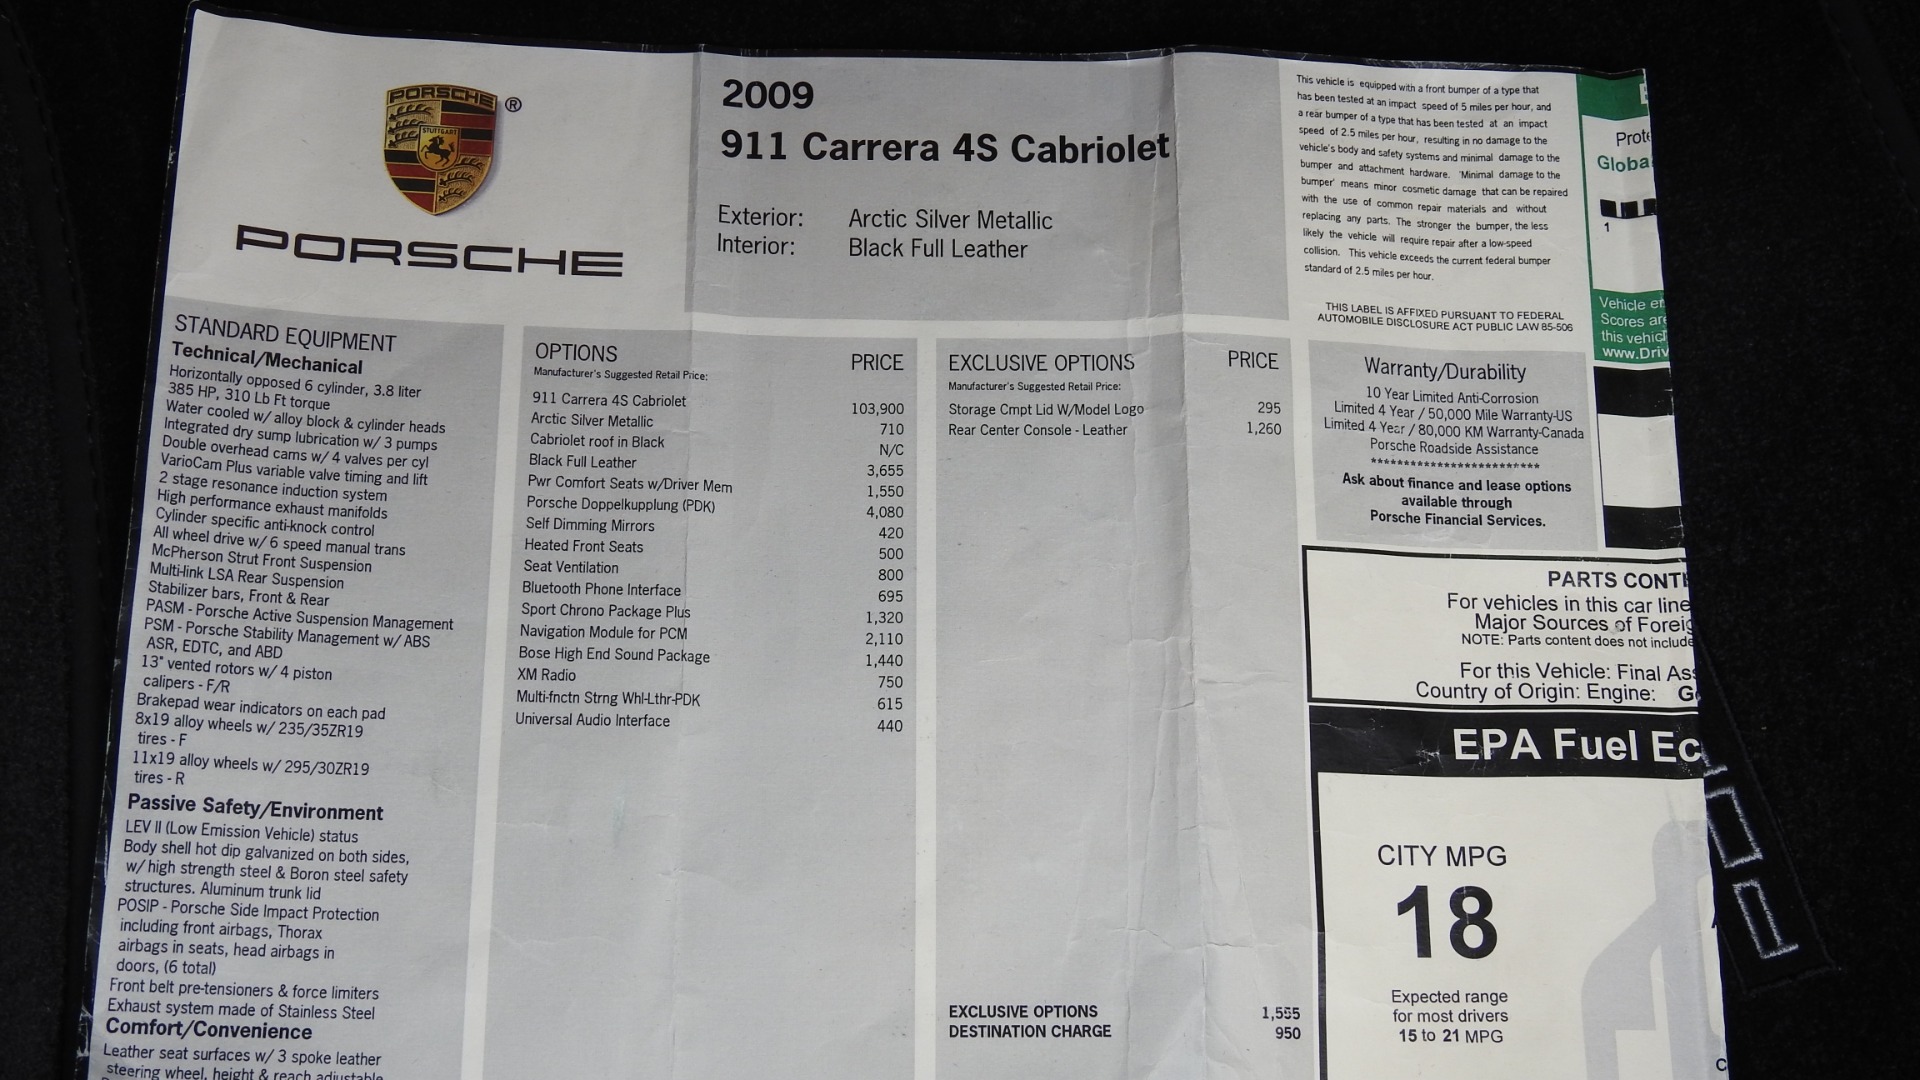 PORSCHE
STUTTGART
®
PORSCHE
2009
911 Carrera 4S Cabriolet
Exterior: Arctic Silver Metallic
Interior: Black Full Leather
STANDARD EQUIPMENT
Technical/Mechanical
Horizontally opposed 6 cylinder, 3.8 liter
385 HP, 310 Lb Ft torque
Water cooled w/ alloy block & cylinder heads
Integrated dry sump lubrication w/ 3 pumps
Double overhead cams w/ 4 valves per cyl
VarioCam Plus variable valve timing and lift
2 stage resonance induction system
High performance exhaust manifolds
Cylinder specific anti-knock control
All wheel drive w/ 6 speed manual trans
McPherson Strut Front Suspension
Multi-link LSA Rear Suspension
Stabilizer bars, Front & Rear
PASM - Porsche Active Suspension Management
PSM - Porsche Stability Management w/ ABS
ASR, EDTC, and ABD
13" vented rotors w/ 4 piston
calipers - F/R
Brakepad wear indicators on each pad
8x19 alloy wheels w/ 235/35ZR19
tires - F
11x19 alloy wheels w/ 295/30ZR19
tires - R
Passive Safety/Environment
LEV II (Low Emission Vehicle) status
Body shell hot dip galvanized on both sides,
w/ high strength steel & Boron steel safety
structures. Aluminum trunk lid
POSIP - Porsche Side Impact Protection
including front airbags, Thorax
airbags in seats, head airbags in
doors, (6 total)
Front belt pre-tensioners & force limiters
Exhaust system made of Stainless Steel
Comfort/Convenience
Leather seat surfaces w/ 3 spoke leather
steering wheel, height & reach adjustable
OPTIONS PRICE
Manufacturer's Suggested Retail Price:
911 Carrera 4S Cabriolet 103,900
Arctic Silver Metallic 710
Cabriolet roof in Black N/C
Black Full Leather 3,655
Pwr Comfort Seats w/Driver Mem 1,550
Porsche Doppelkupplung (PDK) 4,080
Self Dimming Mirrors 420
Heated Front Seats 500
Seat Ventilation 800
Bluetooth Phone Interface 695
Sport Chrono Package Plus 1,320
Navigation Module for PCM 2,110
Bose High End Sound Package 1,440
XM Radio 750
Multi-fnctn Strng Whl-Lthr-PDK 615
Universal Audio Interface 440
EXCLUSIVE OPTIONS PRICE
Manufacturer's Suggested Retail Price:
Storage Cmpt Lid W/Model Logo 295
Rear Center Console - Leather 1,260
EXCLUSIVE OPTIONS 1,555
DESTINATION CHARGE 950
This vehicle is equipped with a front bumper of a type that
has been tested at an impact speed of 5 miles per hour, and
a rear bumper of a type that has been tested at an impact
speed of 2.5 miles per hour, resulting in no damage to the
vehicle's body and safety systems and minimal damage to the
bumper and attachment hardware. 'Minimal damage to the
bumper' means minor cosmetic damage that can be repaired
with the use of common repair materials and without
replacing any parts. The stronger the bumper, the less
likely the vehicle will require repair after a low-speed
collision. This vehicle exceeds the current federal bumper
standard of 2.5 miles per hour.
THIS LABEL IS AFFIXED PURSUANT TO FEDERAL
AUTOMOBILE DISCLOSURE ACT PUBLIC LAW 85-506
Warranty/Durability
10 Year Limited Anti-Corrosion
Limited 4 Year / 50,000 Mile Warranty-US
Limited 4 Year / 80,000 KM Warranty-Canada
Porsche Roadside Assistance
*************************
Ask about finance and lease options
available through
Porsche Financial Services.
Prote
Globa
1
Vehicle e
Scores are
this vehicl
www.Driv
PARTS CONT
For vehicles in this car line
Major Sources of Foreig
NOTE: Parts content does not include
For this Vehicle: Final Ass
Country of Origin: Engine: G
EPA Fuel Ec
CITY MPG
18
Expected range
for most drivers
15 to 21 MPG